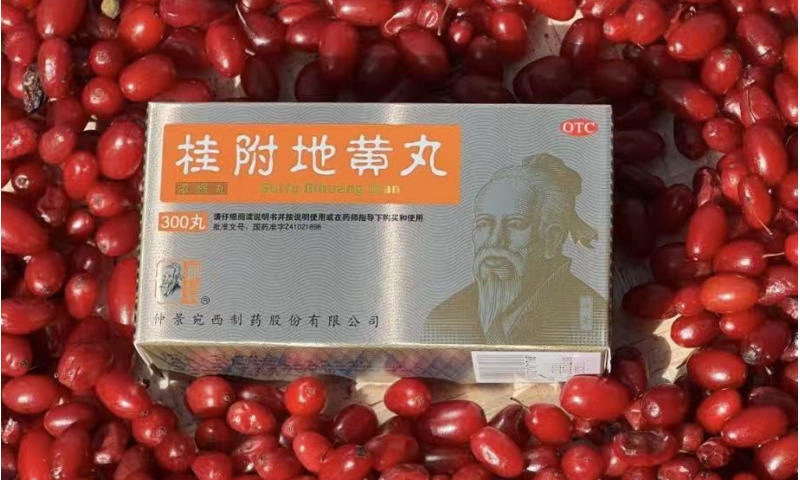 桂附地黄丸
OTC
浓缩丸
Guifu Dihuang Wan
300丸
请仔细阅读说明书并按说明使用或在药师指导下购买和使用
批准文号：国药准字Z41021896
®
仲景宛西制药股份有限公司